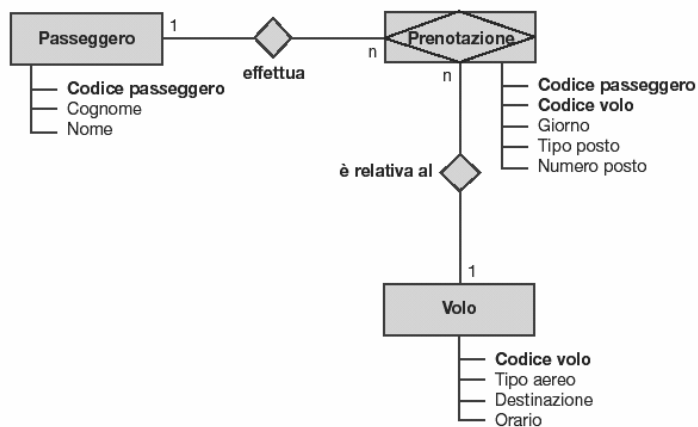 Passeggero
1
effettua
n
Prenotazione
Codice passeggero
Cognome
Nome
n
Codice passeggero
Codice volo
Giorno
Tipo posto
Numero posto
è relativa al
1
Volo
Codice volo
Tipo aereo
Destinazione
Orario